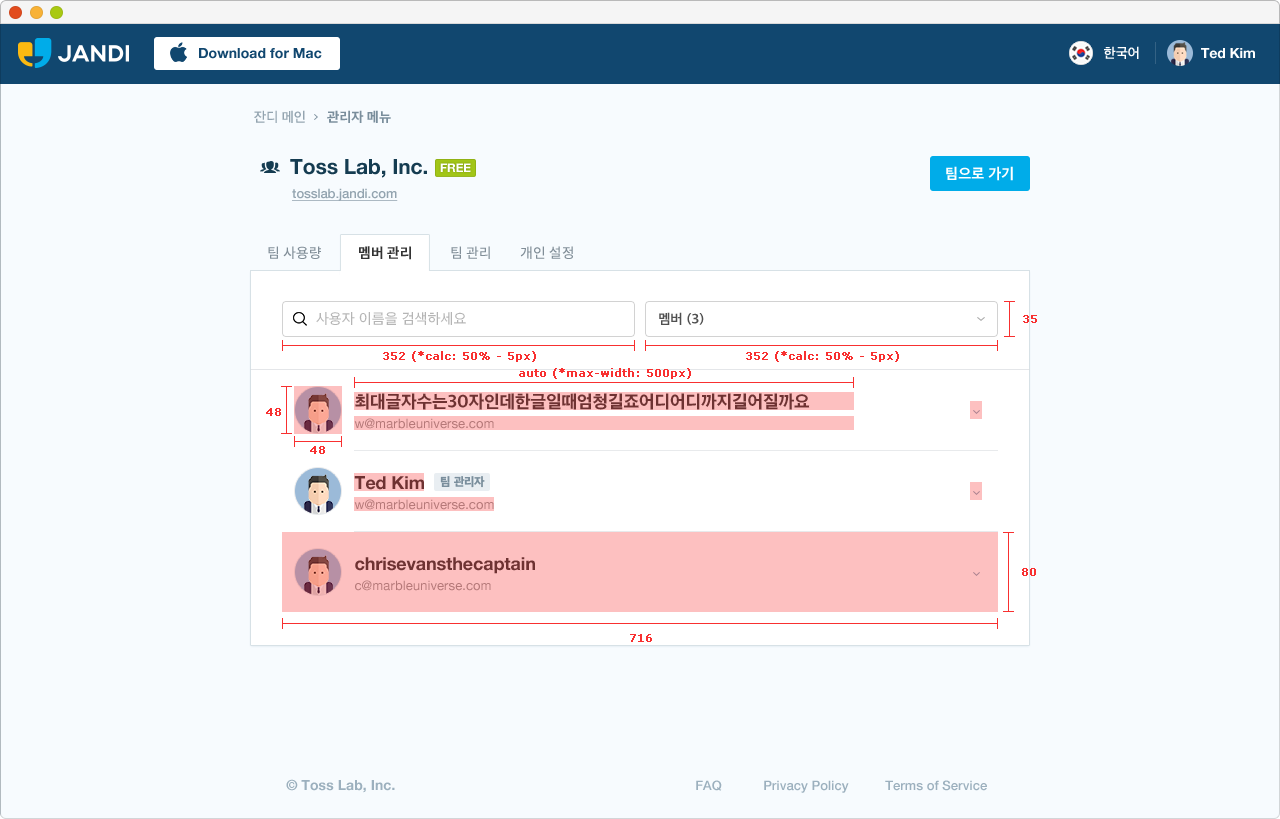 JANDI
Download for Mac
한국어
Ted Kim
잔디 메인 › 관리자 메뉴
Toss Lab, Inc. FREE
tosslab.jandi.com
팀으로 가기
팀 사용량
멤버 관리
팀 관리
개인 설정
사용자 이름을 검색하세요
멤버 (3)
35
352 (*calc: 50% - 5px)
352 (*calc: 50% - 5px)
auto (*max-width: 500px)
48
최대글자수는30자인데한글일때엄청길죠어디어디까지길어질까요
w@marbleuniverse.com
48
Ted Kim 팀 관리자
w@marbleuniverse.com
chrisevansthecaptain
c@marbleuniverse.com
80
716
© Toss Lab, Inc.
FAQ
Privacy Policy
Terms of Service